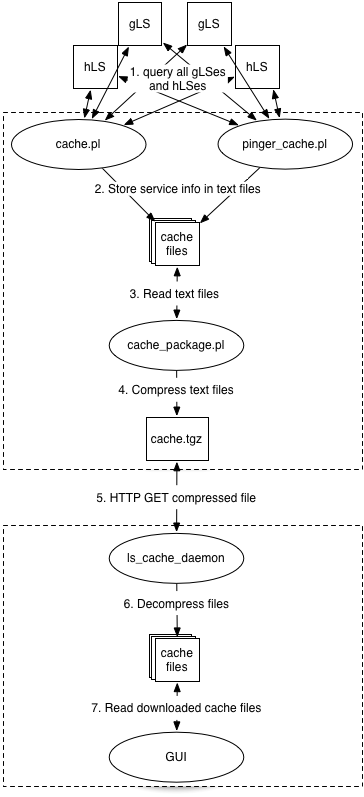 gLS
gLS
hLS
hLS
1. query all gLSes
and hLSes
cache.pl
pinger_cache.pl
2. Store service info in text files
cache
files
3. Read text files
cache_package.pl
4. Compress text files
cache.tgz
5. HTTP GET compressed file
ls_cache_daemon
6. Decompress files
cache
files
7. Read downloaded cache files
GUI